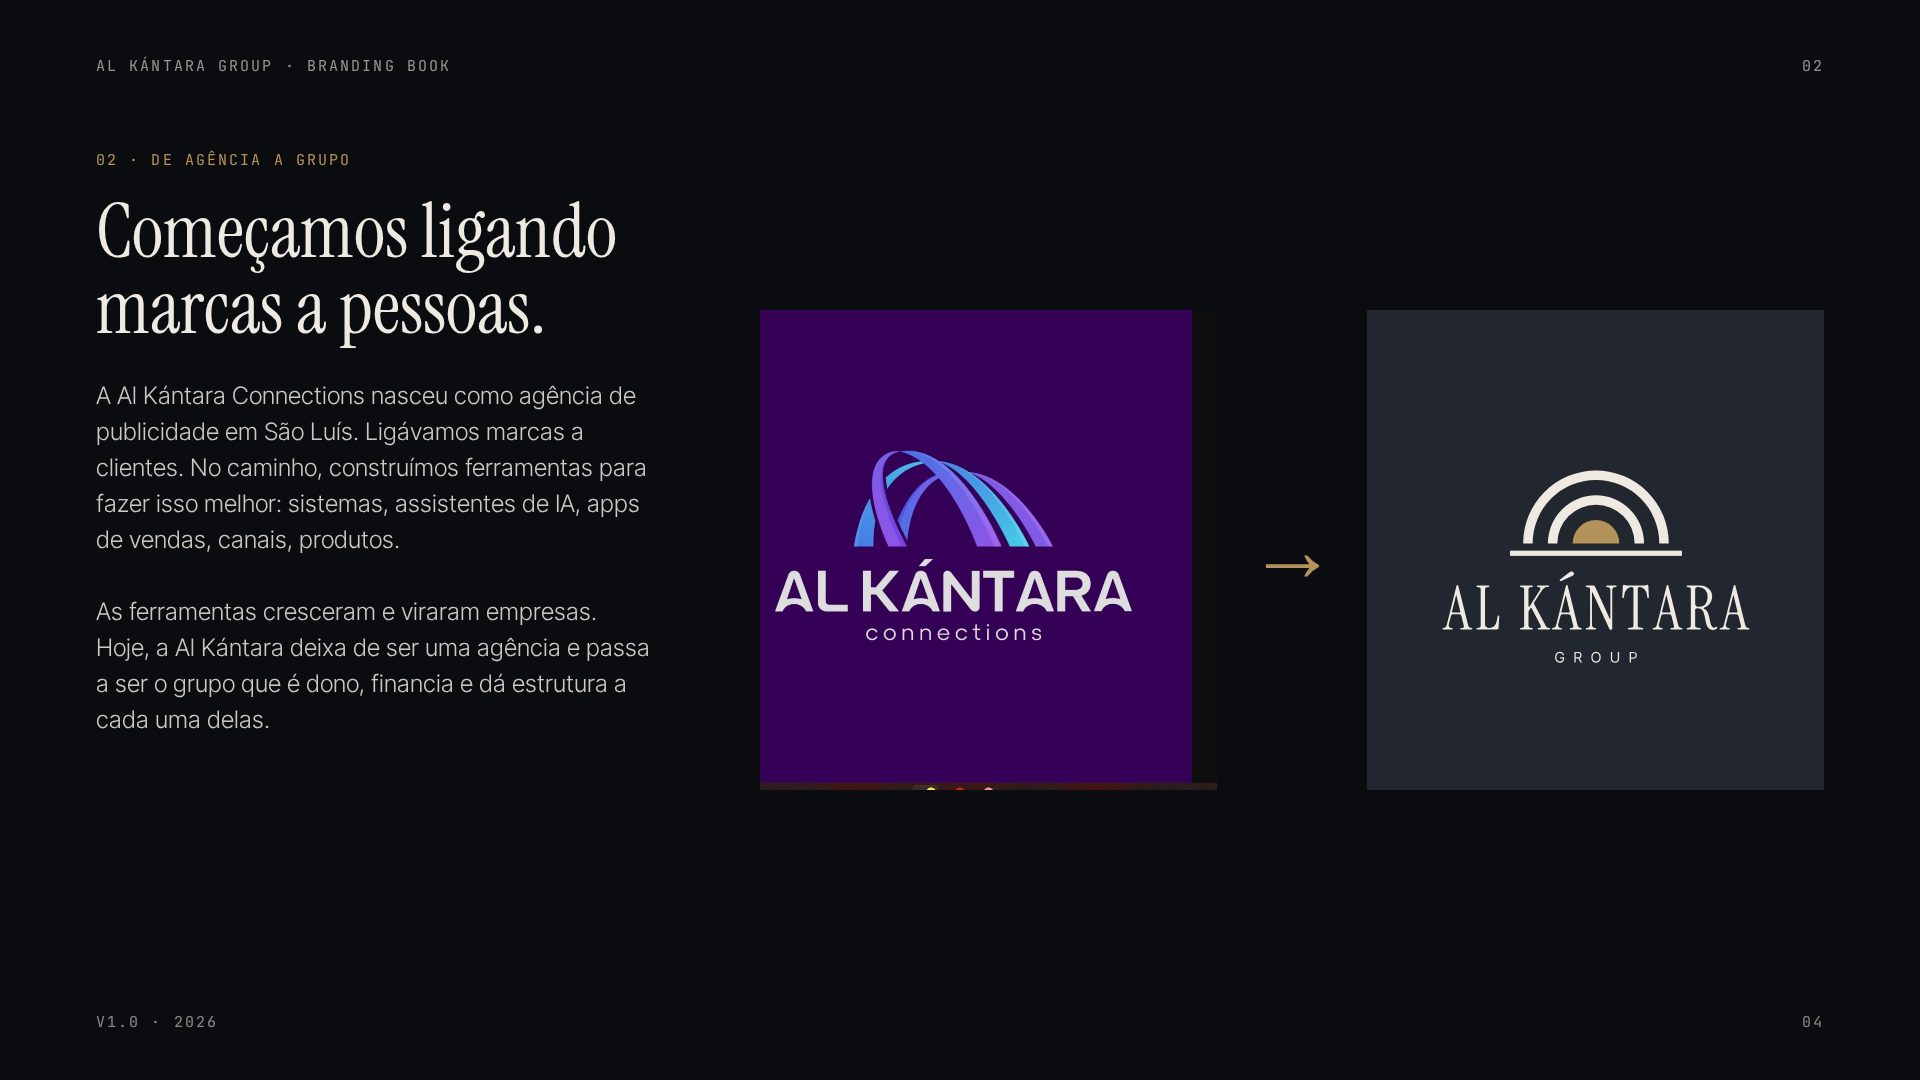 AL KÁNTARA GROUP · BRANDING BOOK
02
02 · DE AGÊNCIA A GRUPO
Começamos ligando
marcas a pessoas.
A Al Kántara Connections nasceu como agência de
publicidade em São Luís. Ligávamos marcas a
clientes. No caminho, construímos ferramentas para
fazer isso melhor: sistemas, assistentes de IA, apps
de vendas, canais, produtos.
As ferramentas cresceram e viraram empresas.
Hoje, a Al Kántara deixa de ser uma agência e passa
a ser o grupo que é dono, financia e dá estrutura a
cada uma delas.
AL KÁNTARA
connections
→
AL KÁNTARA
GROUP
V1.0 · 2026
04